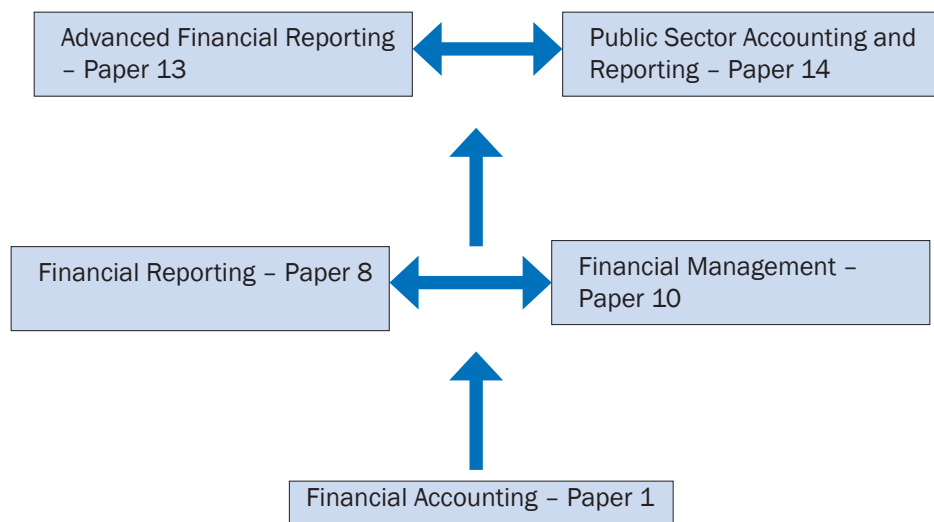 Advanced Financial Reporting
– Paper 13
Public Sector Accounting and
Reporting – Paper 14
Financial Reporting – Paper 8
Financial Management –
Paper 10
Financial Accounting – Paper 1